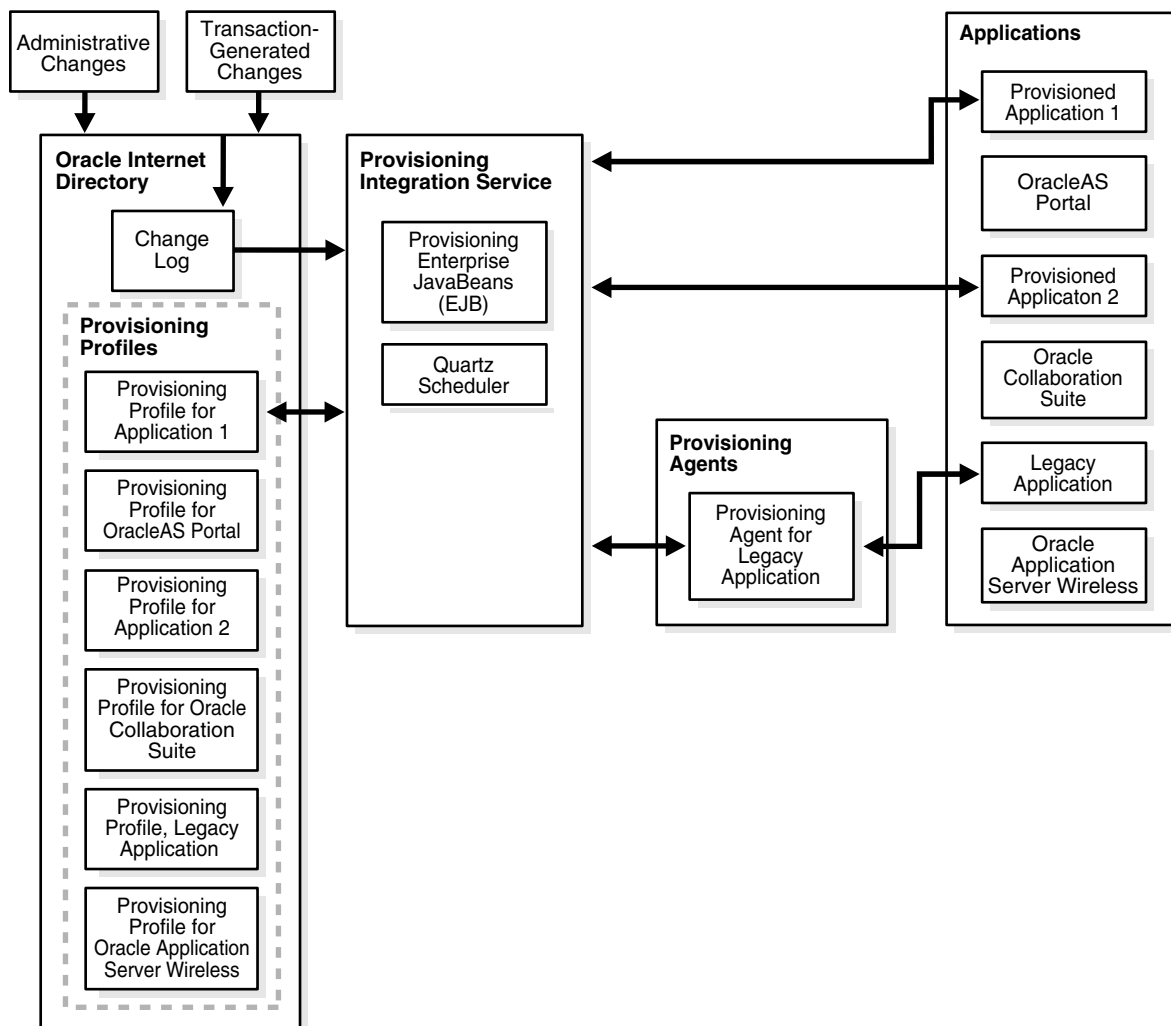 Administrative
Changes
Transaction-
Generated
Changes
Oracle Internet
Directory
Change
Log
Provisioning
Profiles
Provisioning
Profile for
Application 1
Provisioning
Profile for
OracleAS Portal
Provisioning
Profile for
Application 2
Provisioning
Profile for Oracle
Collaboration
Suite
Provisioning
Profile, Legacy
Application
Provisioning
Profile for
Oracle Application
Server Wireless
Provisioning
Integration Service
Provisioning
Enterprise
JavaBeans
(EJB)
Quartz
Scheduler
Provisioning
Agents
Provisioning
Agent for
Legacy
Application
Applications
Provisioned
Application 1
OracleAS
Portal
Provisioned
Applicaton 2
Oracle
Collaboration
Suite
Legacy
Application
Oracle
Application
Server Wireless